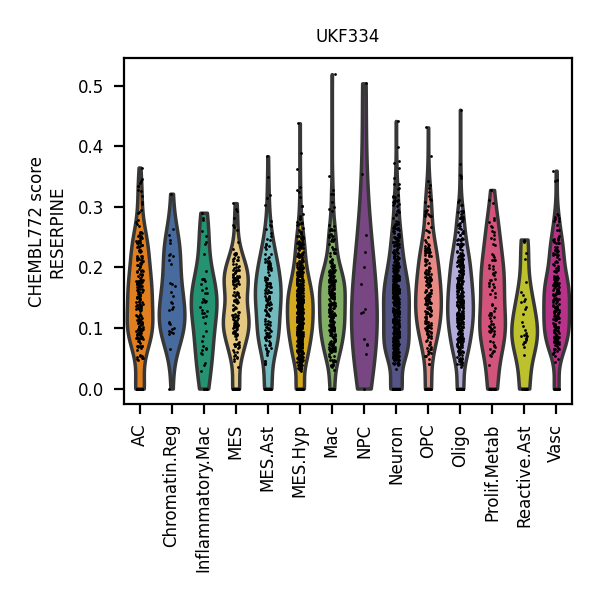 UKF334
CHEMBL772 score
RESERPINE
0.5
0.4
0.3
0.2
0.1
0.0
AC
Chromatin.Reg
Inflammatory.Mac
MES
MES.Ast
MES.Hyp
Mac
NPC
Neuron
OPC
Oligo
Prolif.Metab
Reactive.Ast
Vasc